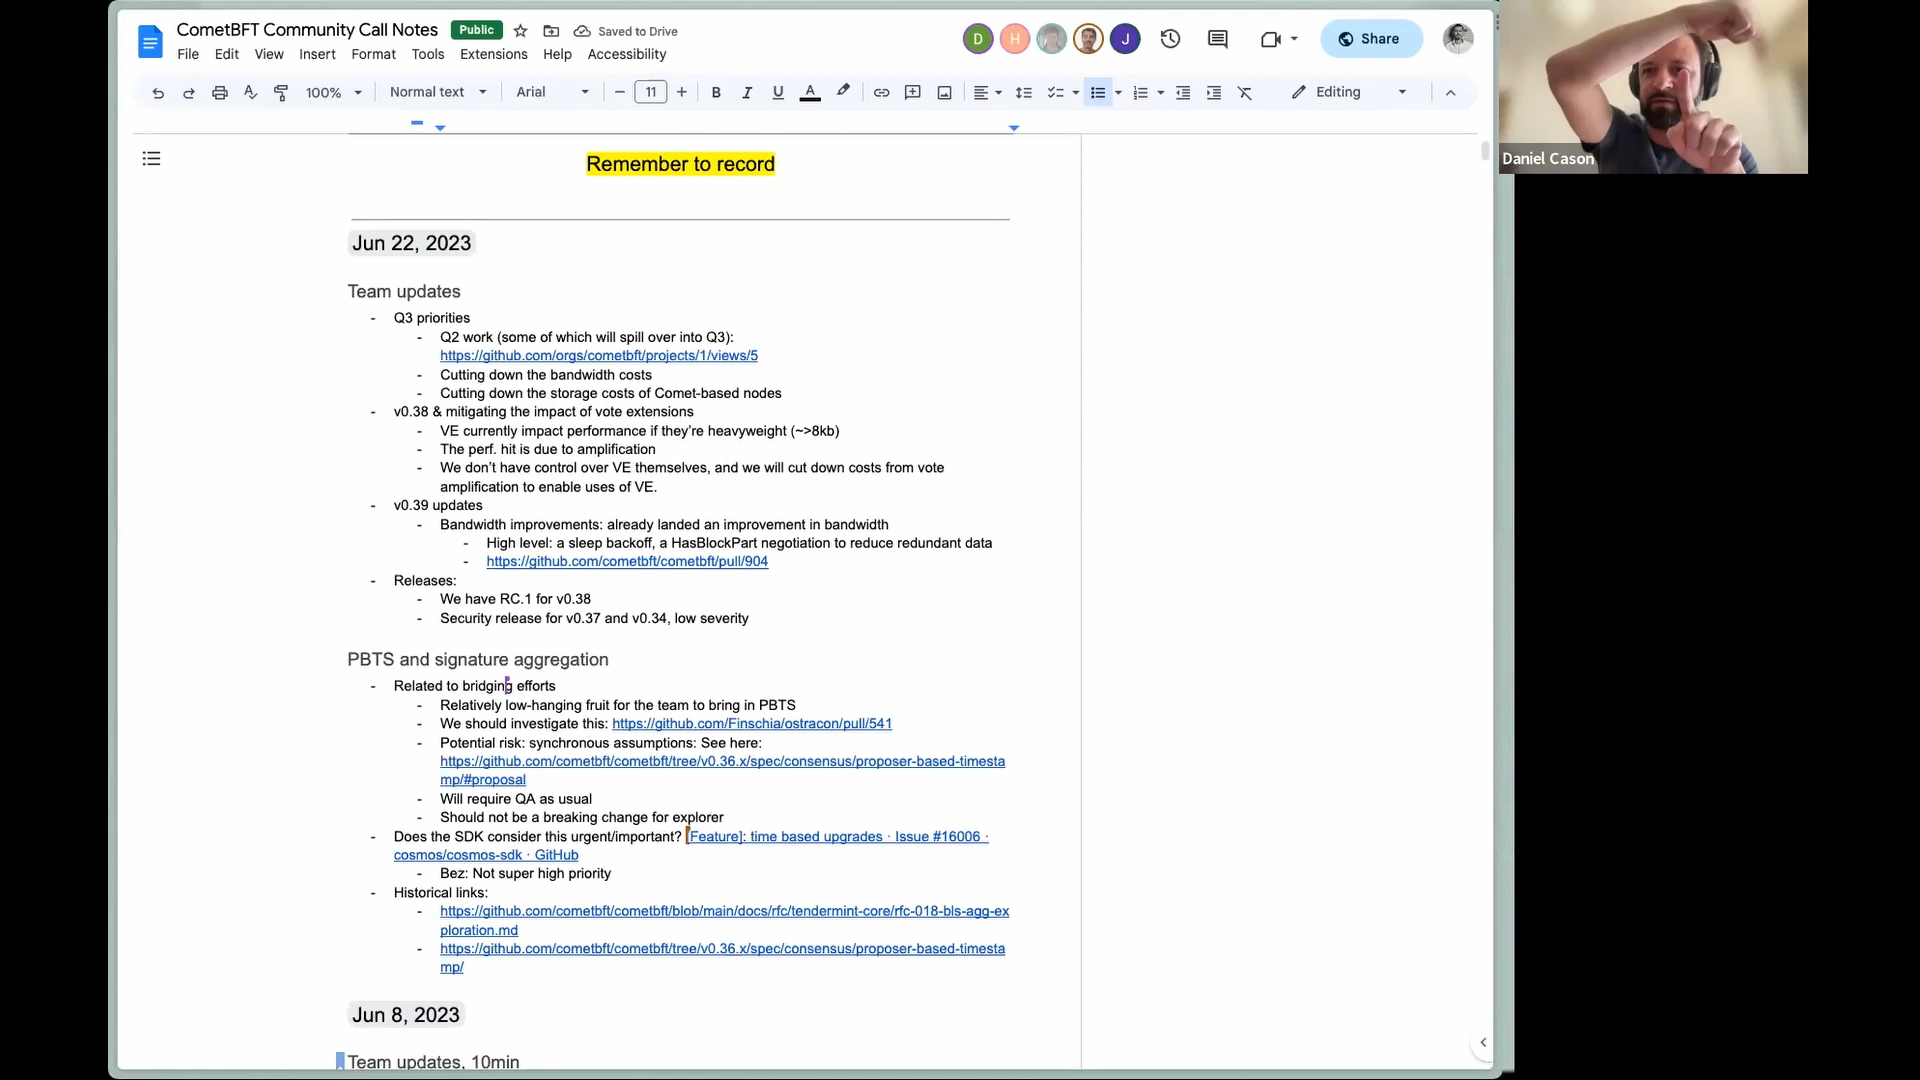 CometBFT Community Call Notes
Public
Saved to Drive
File Edit View Insert Format Tools Extensions Help Accessibility
D H J
Share
100% Normal text Arial 11 Editing
Daniel Cason
Remember to record
Jun 22, 2023
Team updates
- Q3 priorities
- Q2 work (some of which will spill over into Q3):
https://github.com/orgs/cometbft/projects/1/views/5
- Cutting down the bandwidth costs
- Cutting down the storage costs of Comet-based nodes
- v0.38 & mitigating the impact of vote extensions
- VE currently impact performance if they're heavyweight (~>8kb)
- The perf. hit is due to amplification
- We don't have control over VE themselves, and we will cut down costs from vote
amplification to enable uses of VE.
- v0.39 updates
- Bandwidth improvements: already landed an improvement in bandwidth
- High level: a sleep backoff, a HasBlockPart negotiation to reduce redundant data
- https://github.com/cometbft/cometbft/pull/904
- Releases:
- We have RC.1 for v0.38
- Security release for v0.37 and v0.34, low severity
PBTS and signature aggregation
- Related to bridging efforts
- Relatively low-hanging fruit for the team to bring in PBTS
- We should investigate this: https://github.com/Finschia/ostracon/pull/541
- Potential risk: synchronous assumptions: See here:
https://github.com/cometbft/cometbft/tree/v0.36.x/spec/consensus/proposer-based-timesta
mp/#proposal
- Will require QA as usual
- Should not be a breaking change for explorer
- Does the SDK consider this urgent/important? [Feature]: time based upgrades · Issue #16006 ·
cosmos/cosmos-sdk · GitHub
- Bez: Not super high priority
- Historical links:
- https://github.com/cometbft/cometbft/blob/main/docs/rfc/tendermint-core/rfc-018-bls-agg-ex
ploration.md
- https://github.com/cometbft/cometbft/tree/v0.36.x/spec/consensus/proposer-based-timesta
mp/
Jun 8, 2023
Team updates, 10min